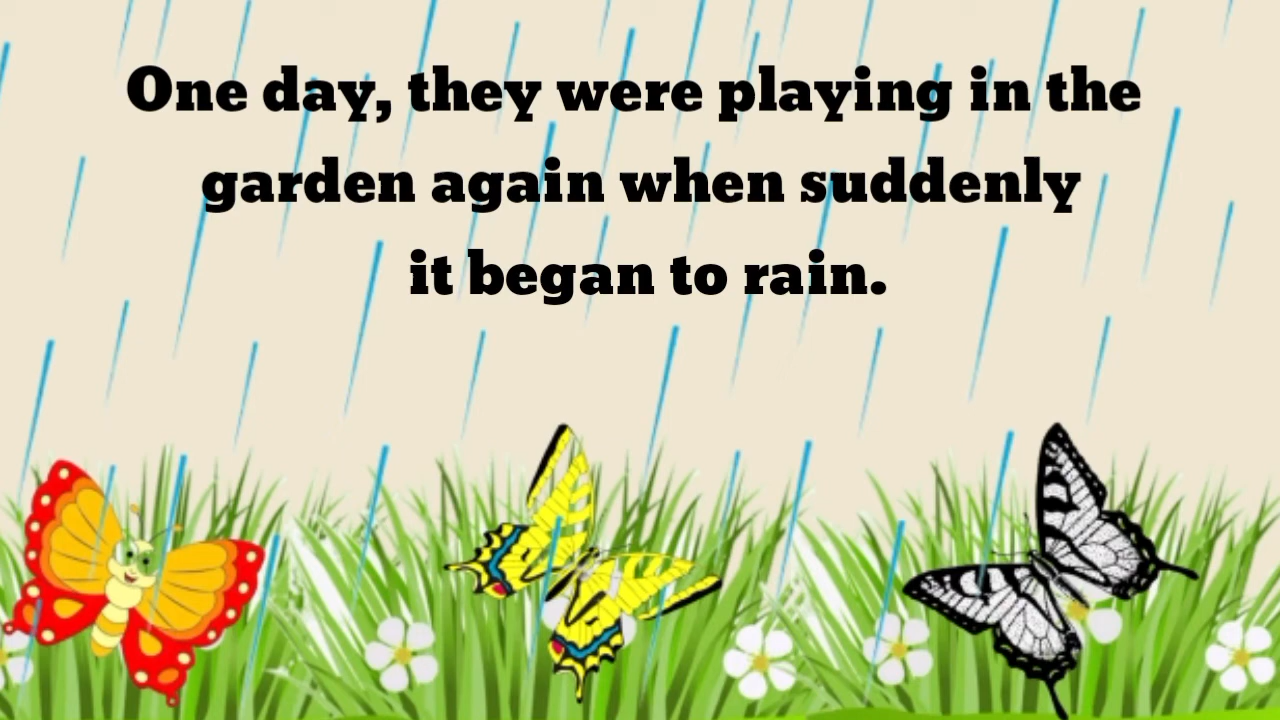 One day, they were playing in the
garden again when suddenly
it began to rain.